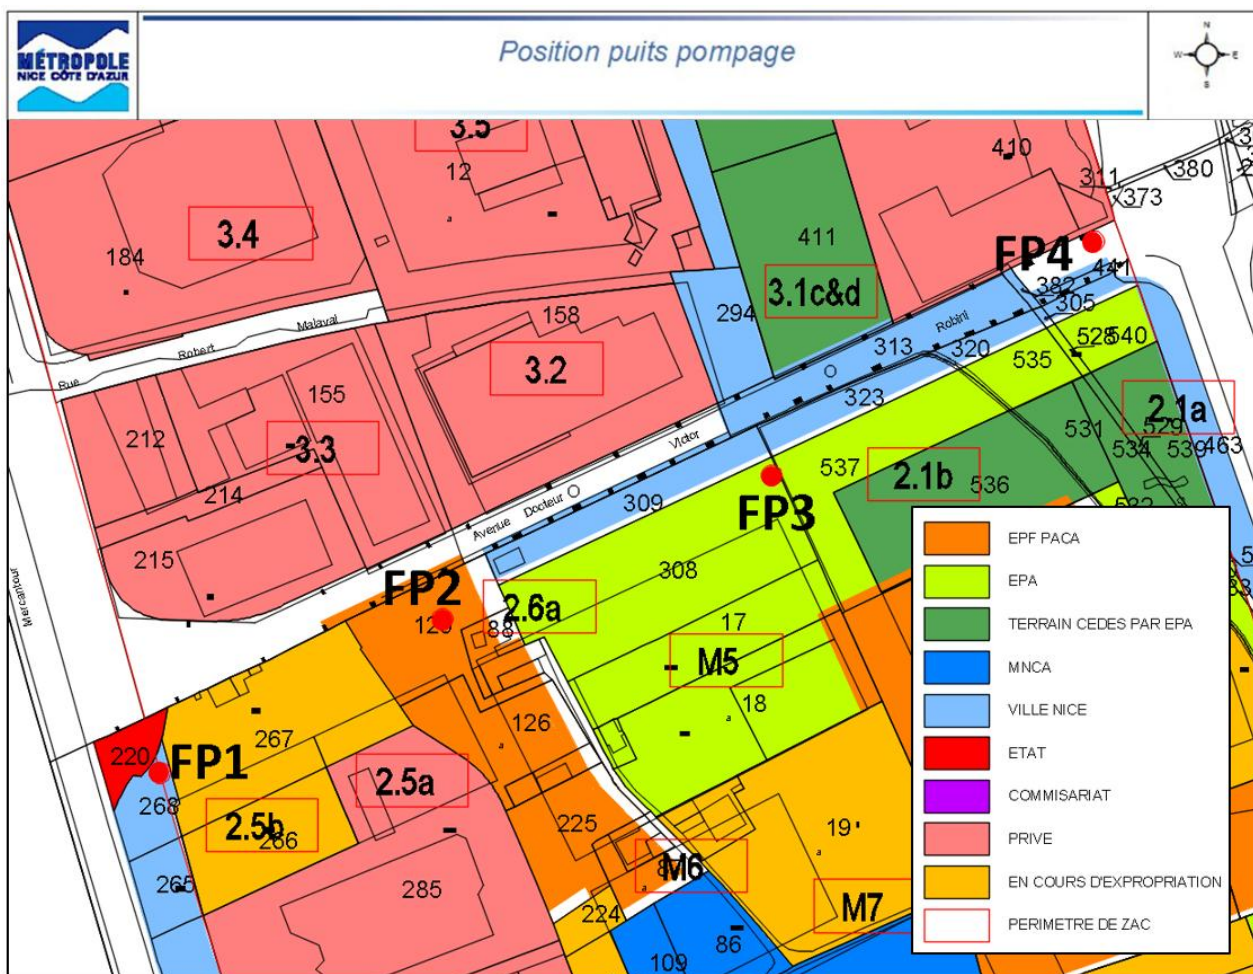 MÉTROPOLE
NICE CÔTE D'AZUR
Position puits pompage
N
W
E
S
3.5
12
a
410
380
311
373
184
3.4
411
FP4
441
382
305
3.1c&d
294
158
Malaval
Robert
Rue
Robini
313
320
528
540
535
3.2
155
323
2.1a
529
212
3.3
531
534
539
463
Victor
537
2.1b
536
214
309
Docteur
Avenue
FP3
215
Mercantour
FP2
308
2.6a
88
17
M5
18
a
126
a
267
220
FP1
268
2.5a
2.5b
266
225
19
a
265
285
M6
a
M7
224
86
109
EPF PACA
EPA
TERRAIN CEDES PAR EPA
MNCA
VILLE NICE
ETAT
COMMISARIAT
PRIVE
EN COURS D'EXPROPRIATION
PERIMETRE DE ZAC